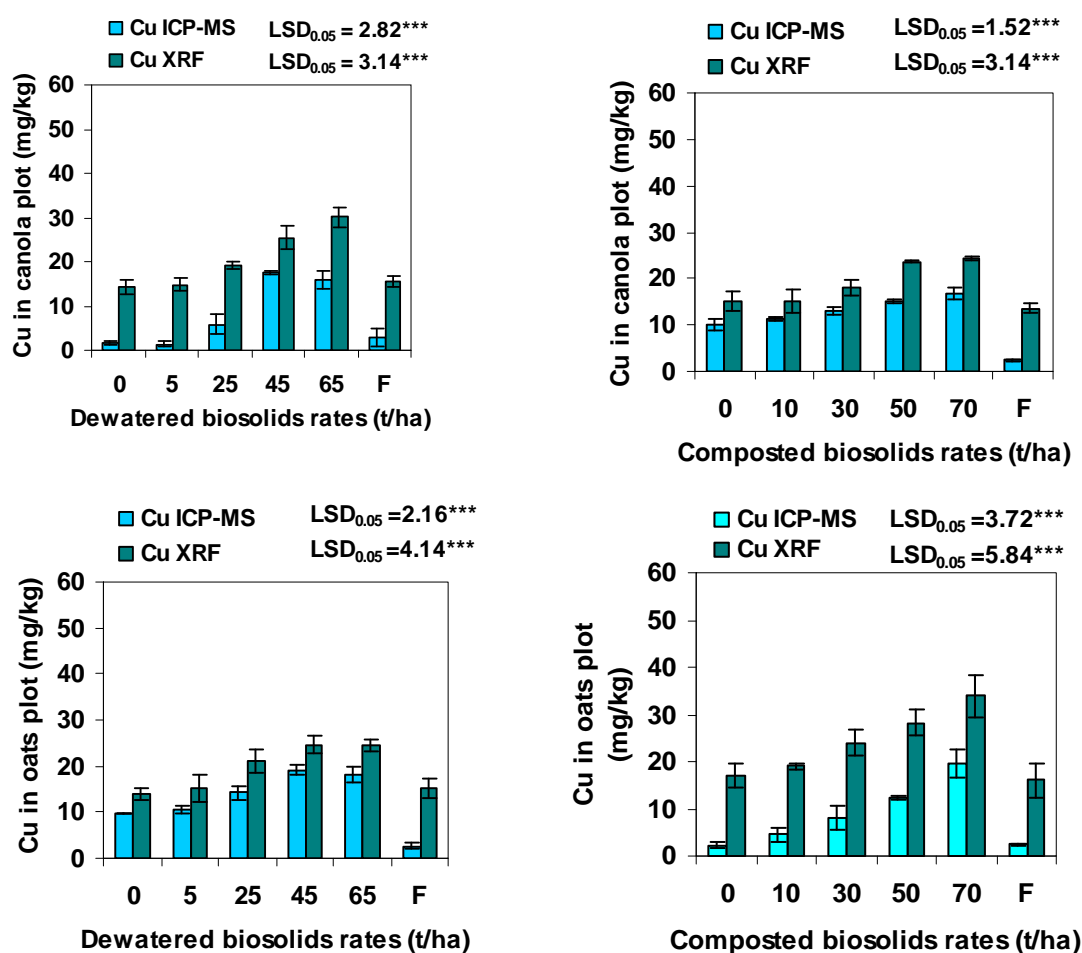 Cu ICP-MS LSD0.05 = 2.82***
Cu XRF LSD0.05 = 3.14***
60
50
40
30
20
10
0
Cu in canola plot (mg/kg)
0 5 25 45 65 F
Dewatered biosolids rates (t/ha)
Cu ICP-MS LSD0.05 =1.52***
Cu XRF LSD0.05 =3.14***
60
50
40
30
20
10
0
Cu in canola plot (mg/kg)
0 10 30 50 70 F
Composted biosolids rates (t/ha)
Cu ICP-MS LSD0.05 =2.16***
Cu XRF LSD0.05 =4.14***
60
50
40
30
20
10
0
Cu in oats plot (mg/kg)
0 5 25 45 65 F
Dewatered biosolids rates (t/ha)
Cu ICP-MS LSD0.05 =3.72***
Cu XRF LSD0.05 =5.84***
60
50
40
30
20
10
0
Cu in oats plot
(mg/kg)
0 10 30 50 70 F
Composted biosolids rates (t/ha)